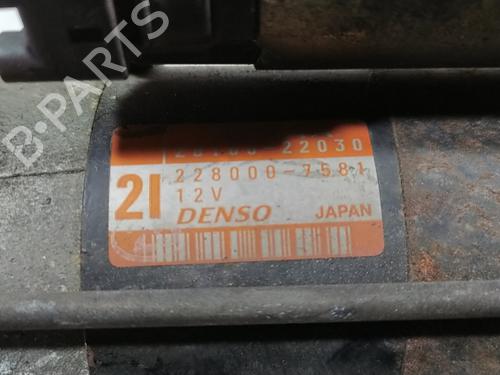 B-PARTS
28100-22030
228000-7581
2I
12V
DENSO
JAPAN